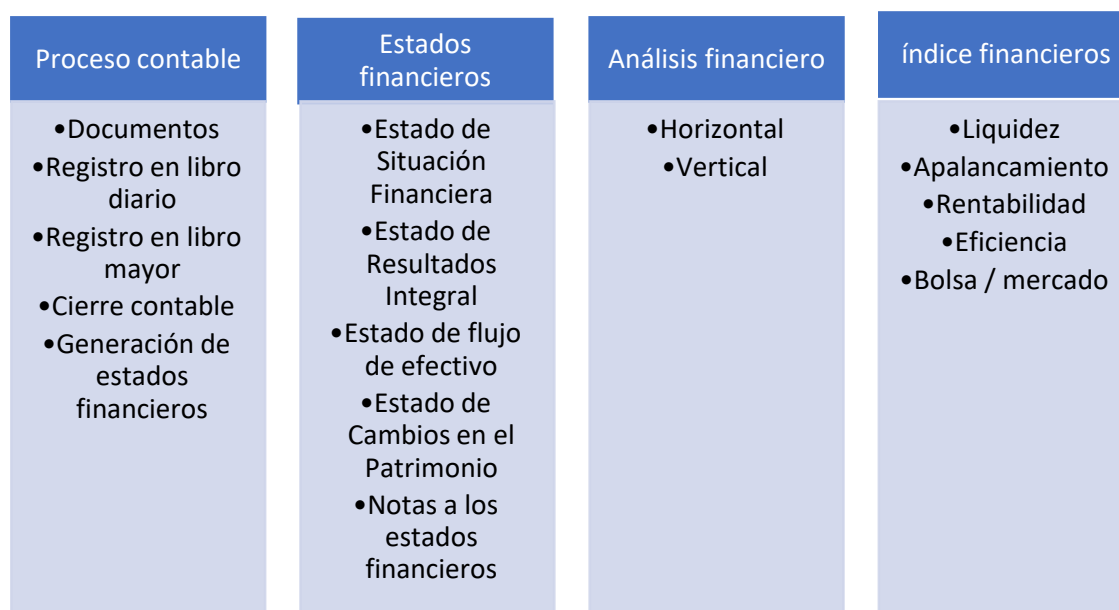 Proceso contable
•Documentos
•Registro en libro
diario
•Registro en libro
mayor
•Cierre contable
•Generación de
estados
financieros
Estados
financieros
•Estado de
Situación
Financiera
•Estado de
Resultados
Integral
•Estado de flujo
de efectivo
•Estado de
Cambios en el
Patrimonio
•Notas a los
estados
financieros
Análisis financiero
•Horizontal
•Vertical
índice financieros
•Liquidez
•Apalancamiento
•Rentabilidad
•Eficiencia
•Bolsa / mercado